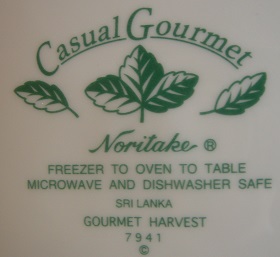 Casual Gourmet
Noritake ®
FREEZER TO OVEN TO TABLE
MICROWAVE AND DISHWASHER SAFE
SRI LANKA
GOURMET HARVEST
7941
©